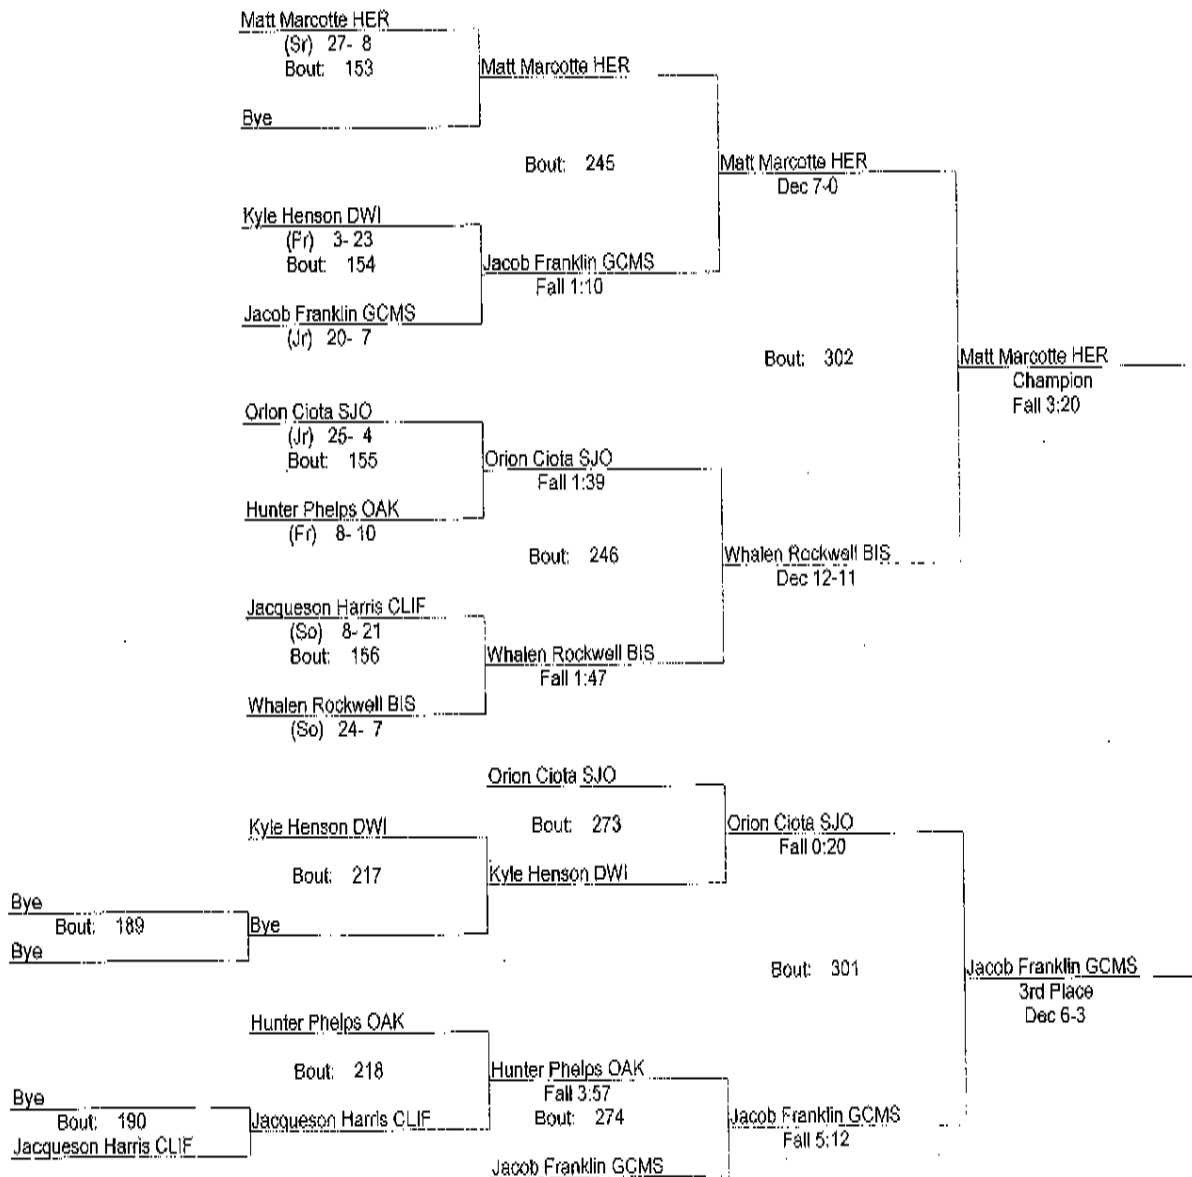 Matt Marcotte HER
(Sr) 27- 8
Bout: 153
Matt Marcotte HER
Bye
Bout: 245
Matt Marcotte HER
Dec 7-0
Kyle Henson DWI
(Fr) 3- 23
Bout: 154
Jacob Franklin GCMS
Fall 1:10
Jacob Franklin GCMS
(Jr) 20- 7
Bout: 302
Matt Marcotte HER
Champion
Fall 3:20
Orion Ciota SJO
(Jr) 25- 4
Bout: 155
Orion Ciota SJO
Fall 1:39
Hunter Phelps OAK
(Fr) 8- 10
Bout: 246
Whalen Rockwell BIS
Dec 12-11
Jacqueson Harris CLIF
(So) 8- 21
Bout: 156
Whalen Rockwell BIS
Fall 1:47
Whalen Rockwell BIS
(So) 24- 7
Orion Ciota SJO
Kyle Henson DWI
Bout: 273
Orion Ciota SJO
Fall 0:20
Bout: 217
Kyle Henson DWI
Bye
Bout: 189
Bye
Bye
Bout: 301
Jacob Franklin GCMS
3rd Place
Dec 6-3
Hunter Phelps OAK
Bout: 218
Hunter Phelps OAK
Fall 3:57
Bye
Bout: 190
Jacqueson Harris CLIF
Bout: 274
Jacob Franklin GCMS
Fall 5:12
Jacqueson Harris CLIF
Jacob Franklin GCMS